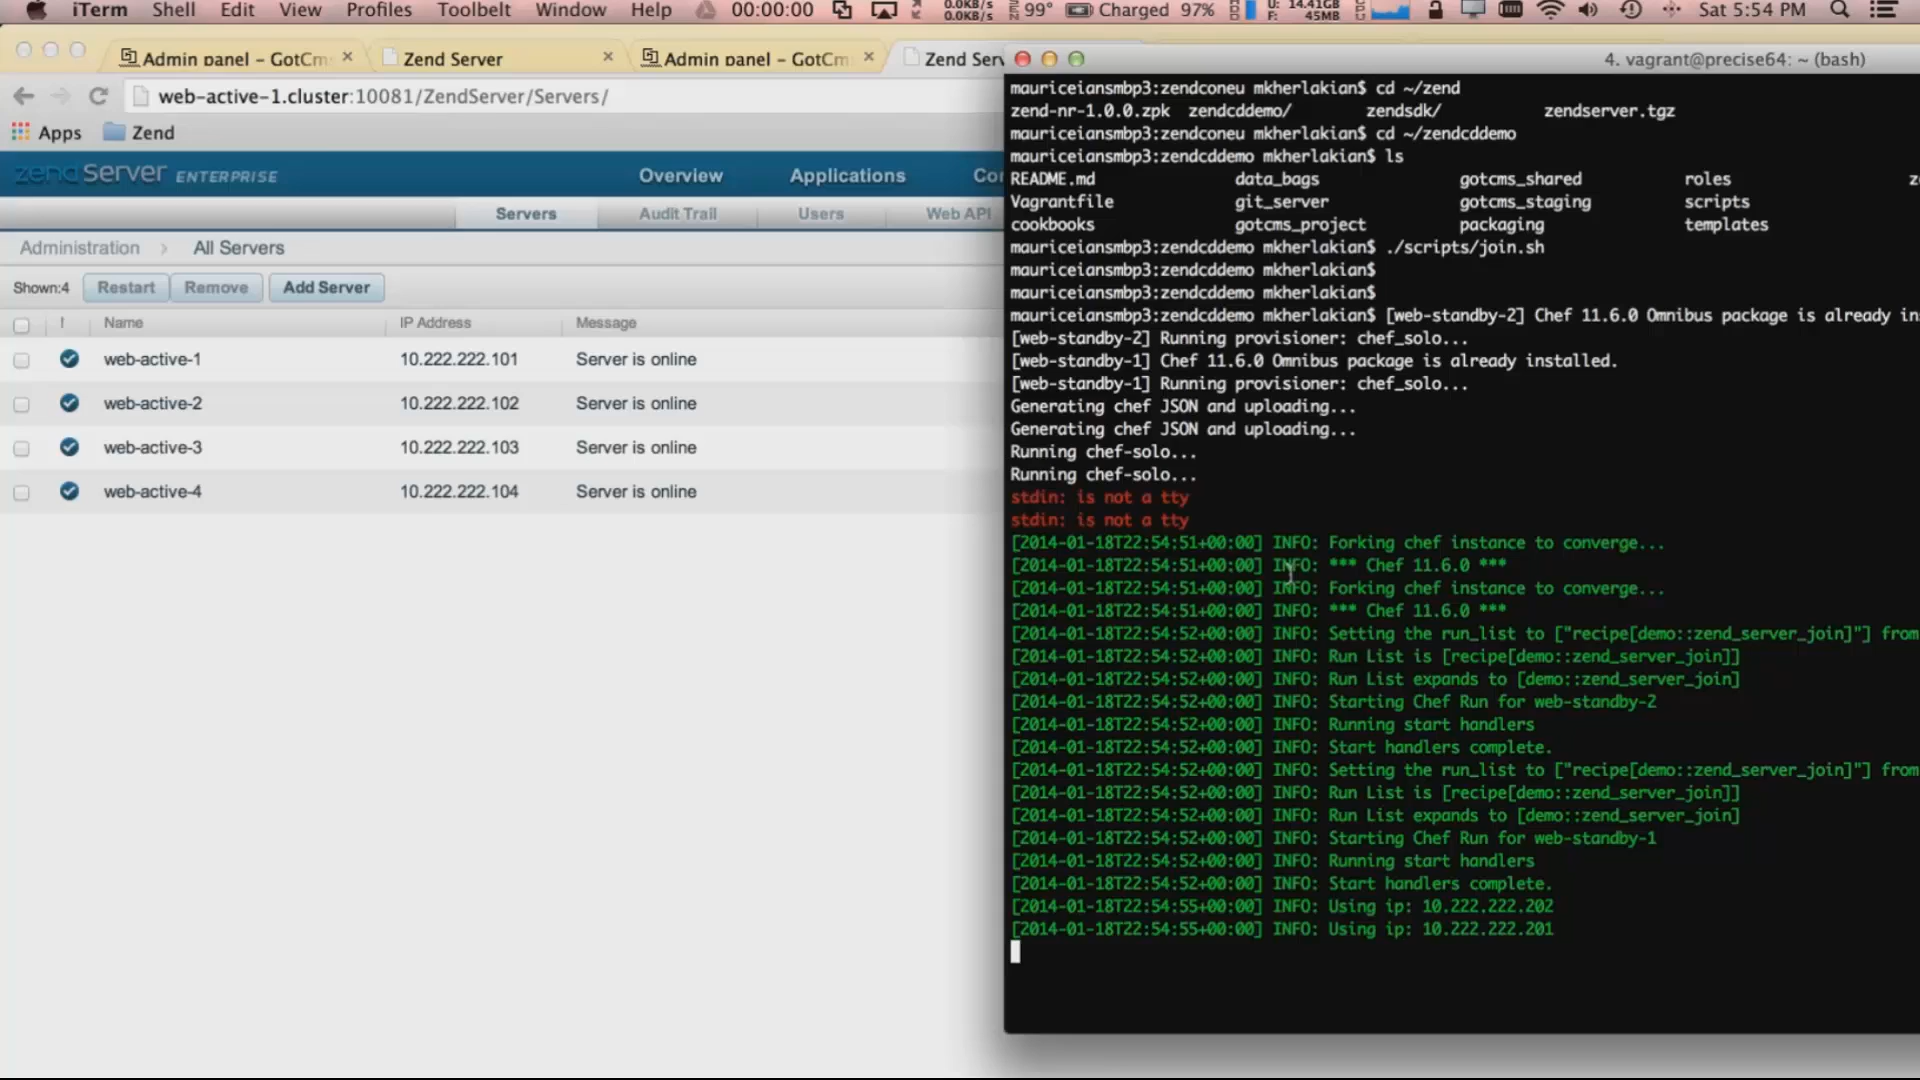 iTerm Shell Edit View Profiles Toolbelt Window Help 00:00:00 0.0KB/s 0.0KB/s 99° Charged 97% U: 14.41GB F: 45MB Sat 5:54 PM
Admin panel – GotCm
Zend Server
Admin panel – GotCm
Zend Serv
web-active-1.cluster:10081/ZendServer/Servers/
Apps Zend
zend Server ENTERPRISE Overview Applications Co
Servers Audit Trail Users Web API
Administration All Servers
Shown:4 Restart Remove Add Server
! Name IP Address Message
web-active-1 10.222.222.101 Server is online
web-active-2 10.222.222.102 Server is online
web-active-3 10.222.222.103 Server is online
web-active-4 10.222.222.104 Server is online
4. vagrant@precise64: ~ (bash)
mauriceiansmbp3:zendconeu mkherlakian$ cd ~/zend
zend-nr-1.0.0.zpk zendcddemo/ zendsdk/ zendserver.tgz
mauriceiansmbp3:zendconeu mkherlakian$ cd ~/zendcddemo
mauriceiansmbp3:zendcddemo mkherlakian$ ls
README.md data_bags gotcms_shared roles z
Vagrantfile git_server gotcms_staging scripts
cookbooks gotcms_project packaging templates
mauriceiansmbp3:zendcddemo mkherlakian$ ./scripts/join.sh
mauriceiansmbp3:zendcddemo mkherlakian$
mauriceiansmbp3:zendcddemo mkherlakian$
mauriceiansmbp3:zendcddemo mkherlakian$ [web-standby-2] Chef 11.6.0 Omnibus package is already in
[web-standby-2] Running provisioner: chef_solo...
[web-standby-1] Chef 11.6.0 Omnibus package is already installed.
[web-standby-1] Running provisioner: chef_solo...
Generating chef JSON and uploading...
Generating chef JSON and uploading...
Running chef-solo...
Running chef-solo...
stdin: is not a tty
stdin: is not a tty
[2014-01-18T22:54:51+00:00] INFO: Forking chef instance to converge...
[2014-01-18T22:54:51+00:00] INFO: *** Chef 11.6.0 ***
[2014-01-18T22:54:51+00:00] INFO: Forking chef instance to converge...
[2014-01-18T22:54:51+00:00] INFO: *** Chef 11.6.0 ***
[2014-01-18T22:54:52+00:00] INFO: Setting the run_list to ["recipe[demo::zend_server_join]"] from
[2014-01-18T22:54:52+00:00] INFO: Run List is [recipe[demo::zend_server_join]]
[2014-01-18T22:54:52+00:00] INFO: Run List expands to [demo::zend_server_join]
[2014-01-18T22:54:52+00:00] INFO: Starting Chef Run for web-standby-2
[2014-01-18T22:54:52+00:00] INFO: Running start handlers
[2014-01-18T22:54:52+00:00] INFO: Start handlers complete.
[2014-01-18T22:54:52+00:00] INFO: Setting the run_list to ["recipe[demo::zend_server_join]"] from
[2014-01-18T22:54:52+00:00] INFO: Run List is [recipe[demo::zend_server_join]]
[2014-01-18T22:54:52+00:00] INFO: Run List expands to [demo::zend_server_join]
[2014-01-18T22:54:52+00:00] INFO: Starting Chef Run for web-standby-1
[2014-01-18T22:54:52+00:00] INFO: Running start handlers
[2014-01-18T22:54:52+00:00] INFO: Start handlers complete.
[2014-01-18T22:54:55+00:00] INFO: Using ip: 10.222.222.202
[2014-01-18T22:54:55+00:00] INFO: Using ip: 10.222.222.201